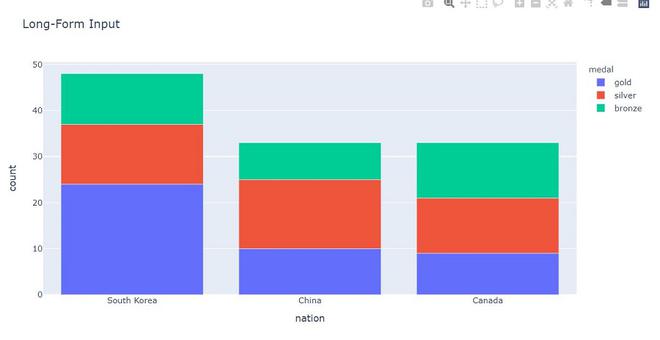 Long-Form Input
medal
gold
silver
bronze
count
50
40
30
20
10
0
South Korea
China
Canada
nation